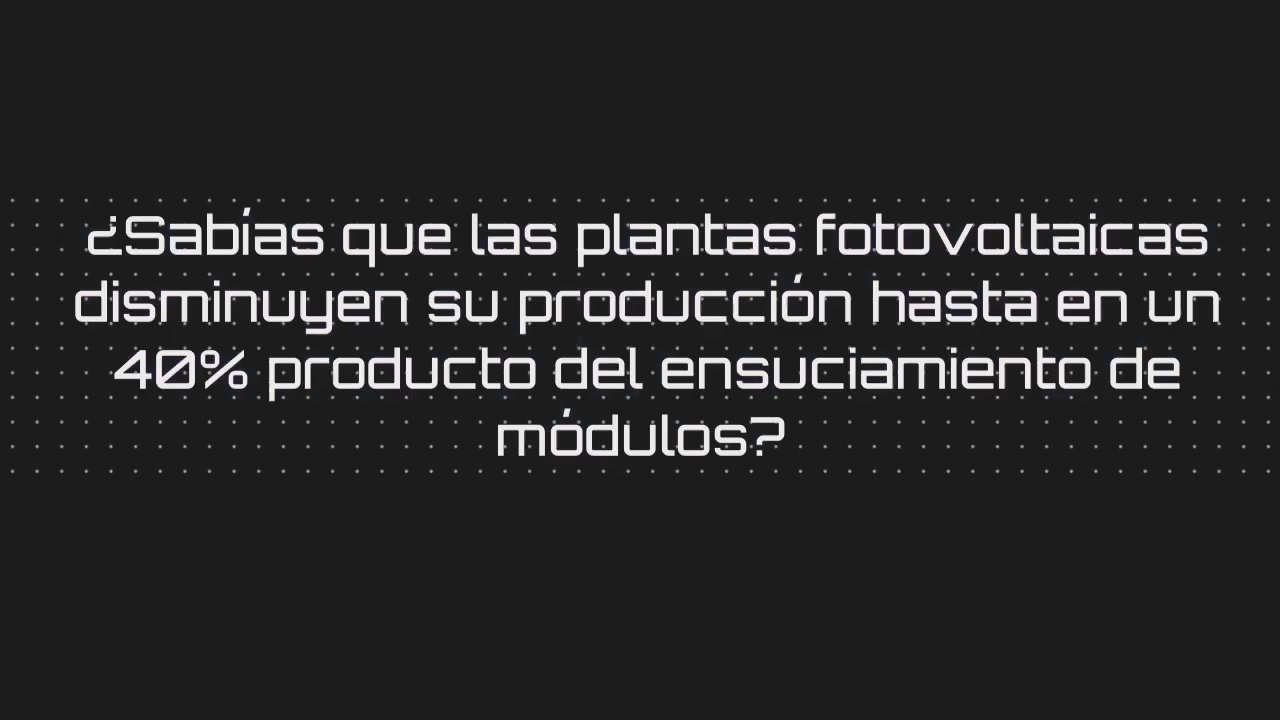 ¿Sabías que las plantas fotovoltaicas
disminuyen su producción hasta en un
40% producto del ensuciamiento de
módulos?